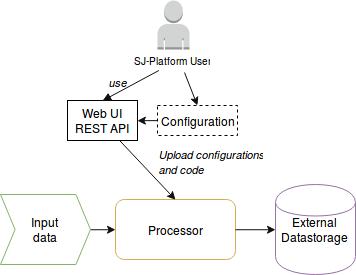 SJ-Platform User
use
Web UI
REST API
Configuration
Upload configurations
and code
Input
data
Processor
External
Datastorage